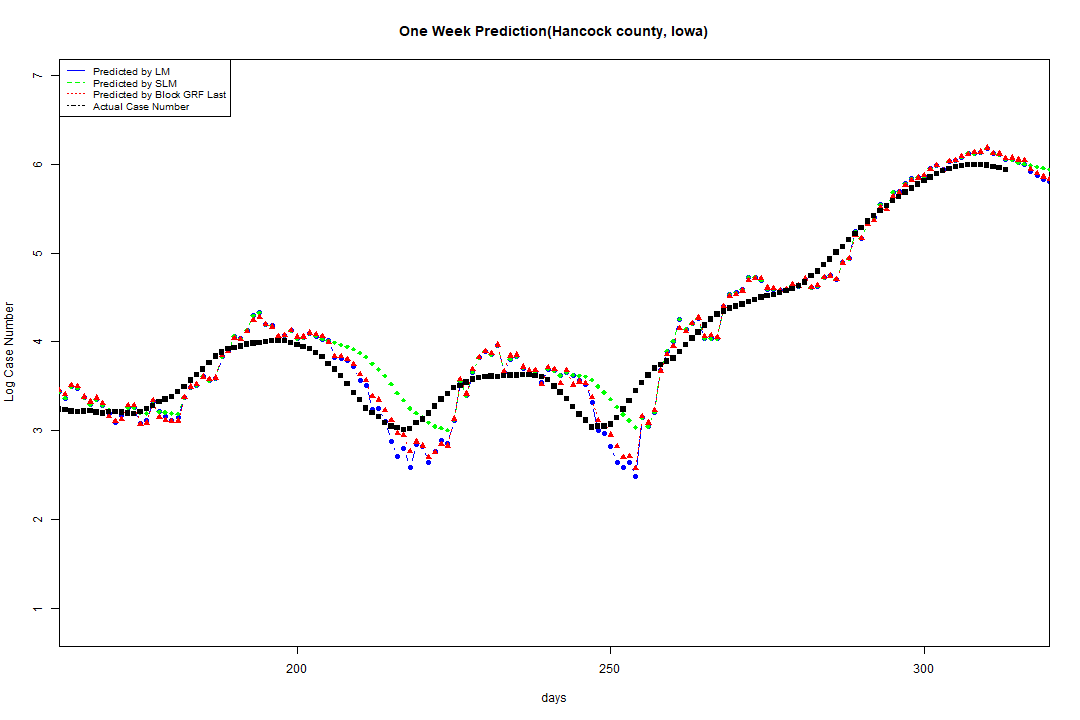 One Week Prediction(Hancock county, Iowa)
Predicted by LM
Predicted by SLM
Predicted by Block GRF Last
Actual Case Number
7
6
5
4
3
2
1
Log Case Number
200 250 300
days